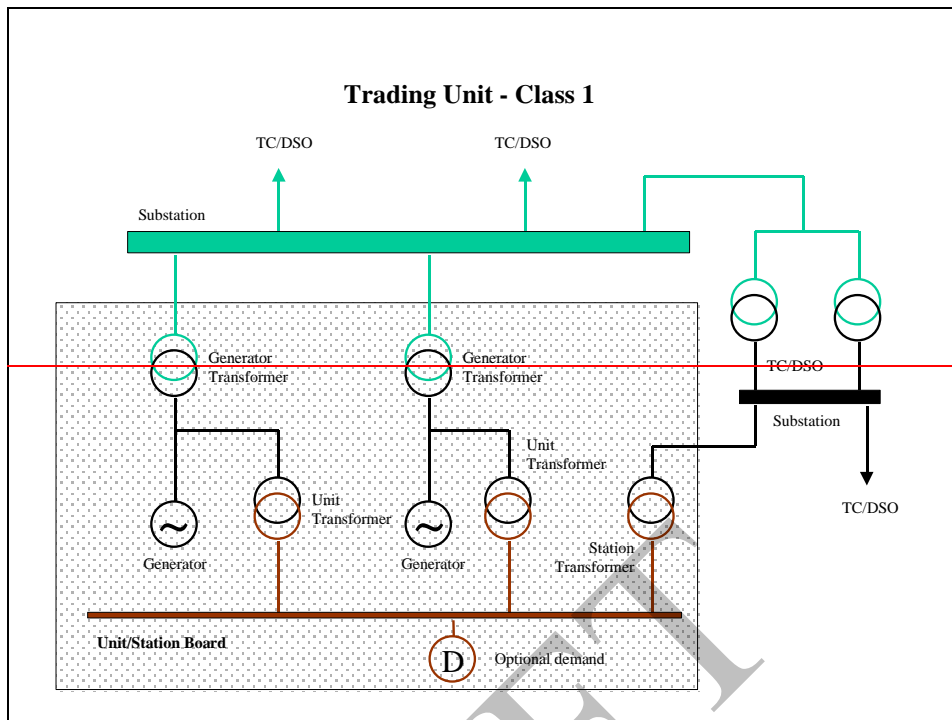 Trading Unit - Class 1
TC/DSO
TC/DSO
Substation
Generator
Transformer
Generator
Transformer
TC/DSO
Substation
Unit
Transformer
Unit
Transformer
TC/DSO
Generator
Generator
Station
Transformer
Unit/Station Board
D
Optional demand